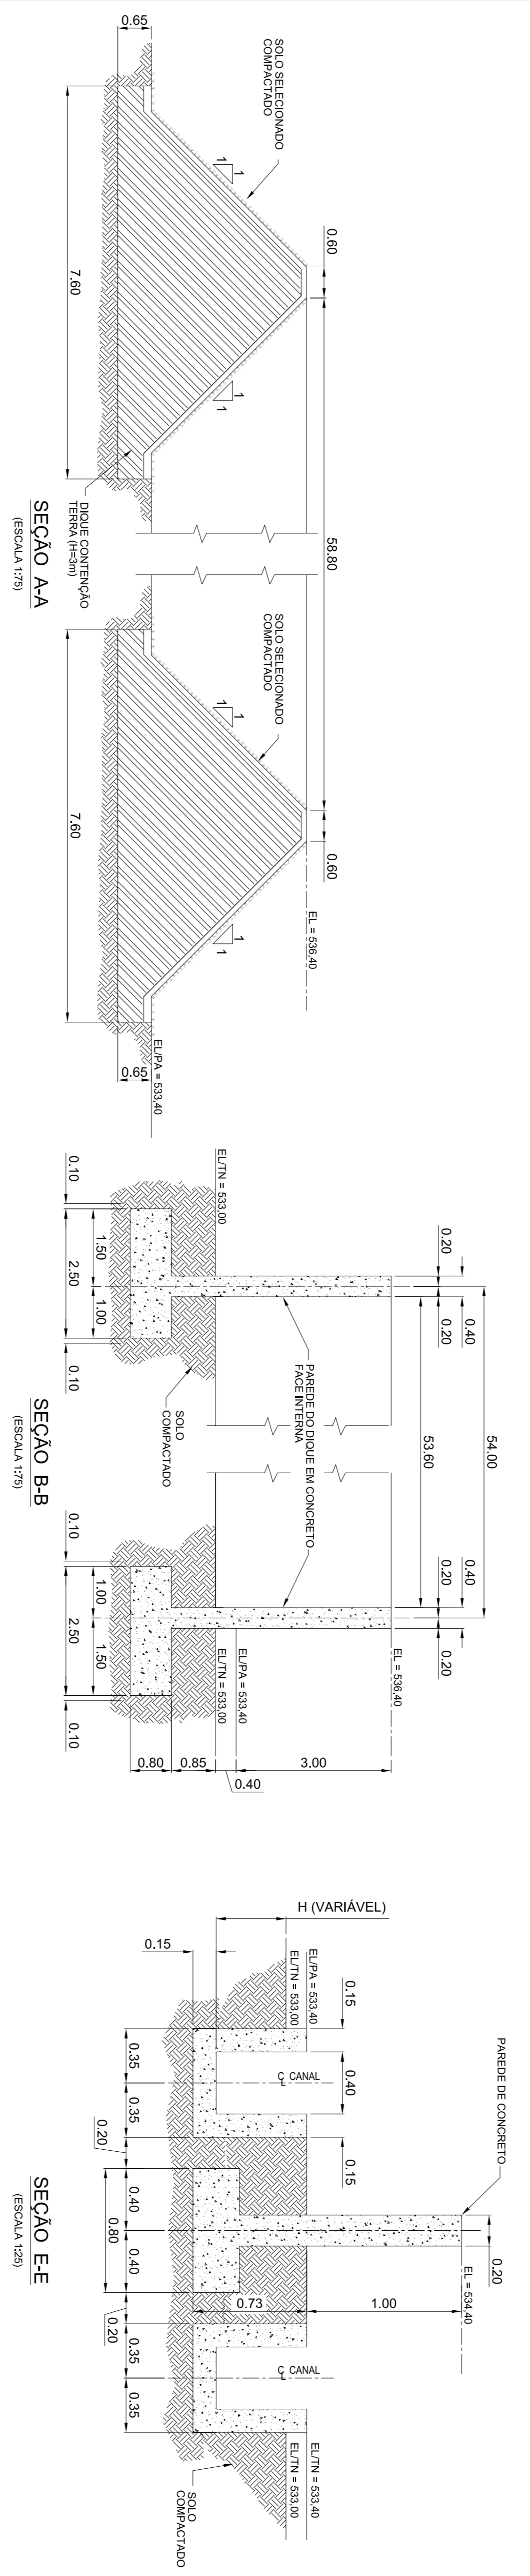 0.65
SOLO SELECIONADO
COMPACTADO
1
1
0.60
7.60
1
1
58.80
DIQUE CONTENÇÃO
TERRA (H=3m)
SEÇÃO A-A
(ESCALA 1:75)
SOLO SELECIONADO
COMPACTADO
1
1
0.60
7.60
1
1
EL = 536,40
EL/PA = 533,40
0.65
EL/TN = 533,00
0.10
1.50
1.00
2.50
0.10
0.20
0.20
0.40
54.00
53.60
PAREDE DO DIQUE EM CONCRETO
FACE INTERNA
SOLO
COMPACTADO
SEÇÃO B-B
(ESCALA 1:75)
0.10
1.00
1.50
2.50
0.10
0.40
0.20
0.20
EL = 536,40
EL/PA = 533,40
EL/TN = 533,00
0.80
0.85
0.40
3.00
H (VARIÁVEL)
0.15
EL/PA = 533,40
EL/TN = 533,00
0.15
0.40
0.15
CL CANAL
0.35
0.35
0.20
0.40
0.40
0.80
0.20
0.35
0.35
PAREDE DE CONCRETO
0.20
EL = 534,40
1.00
0.73
CL CANAL
EL/TN = 533,40
EL/TN = 533,00
SOLO
COMPACTADO
SEÇÃO E-E
(ESCALA 1:25)